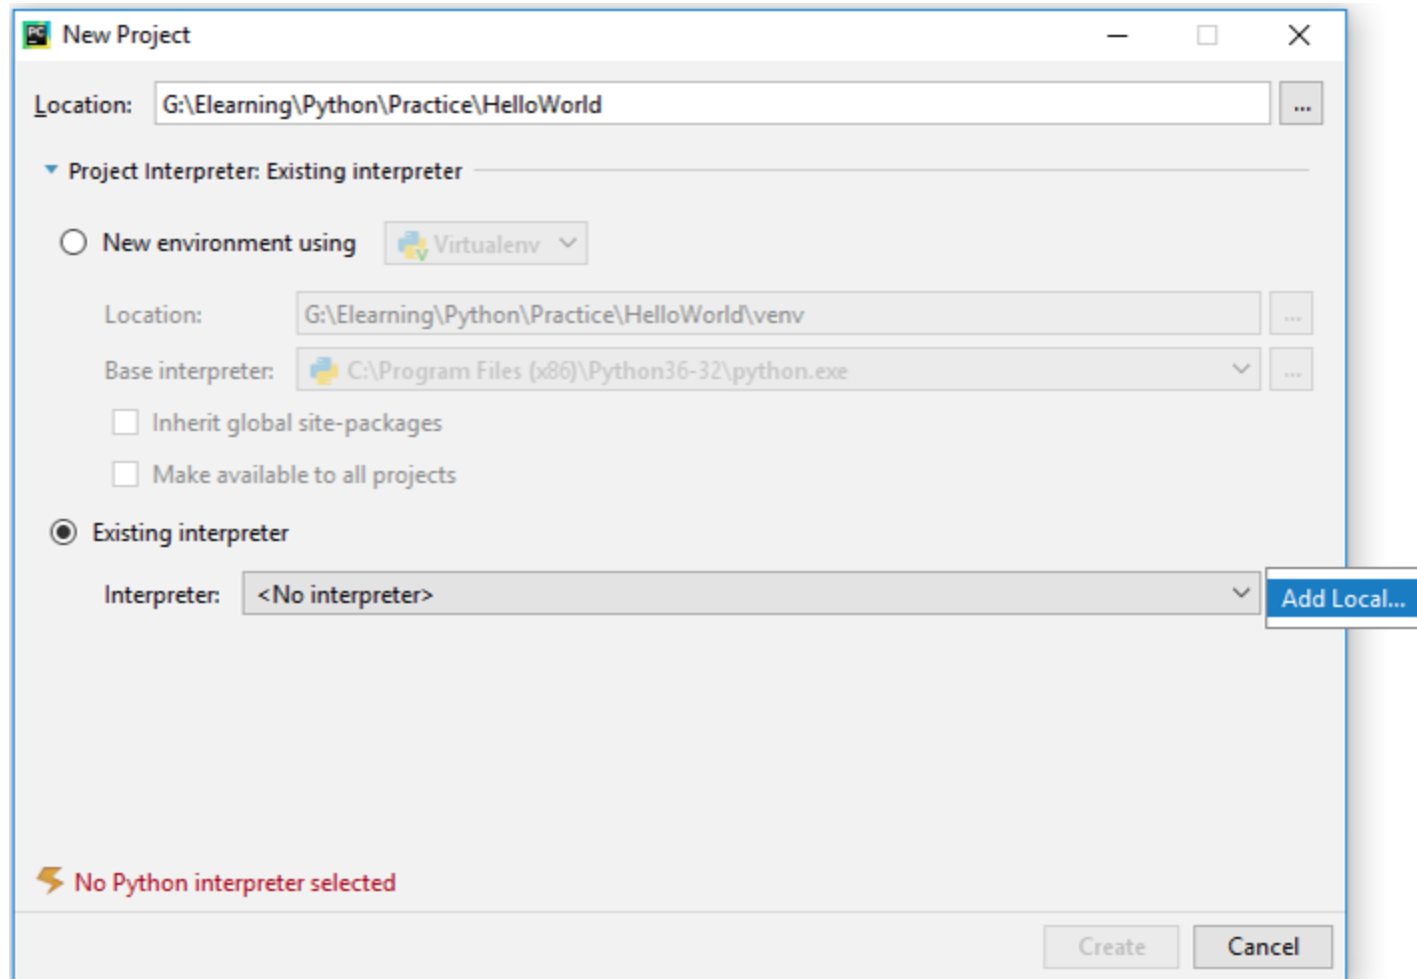 PC New Project
Location: G:\Elearning\Python\Practice\HelloWorld ...
Project Interpreter: Existing interpreter
New environment using Virtualenv
Location: G:\Elearning\Python\Practice\HelloWorld\venv ...
Base interpreter: C:\Program Files (x86)\Python36-32\python.exe ...
Inherit global site-packages
Make available to all projects
Existing interpreter
Interpreter: <No interpreter> Add Local...
No Python interpreter selected
Create Cancel